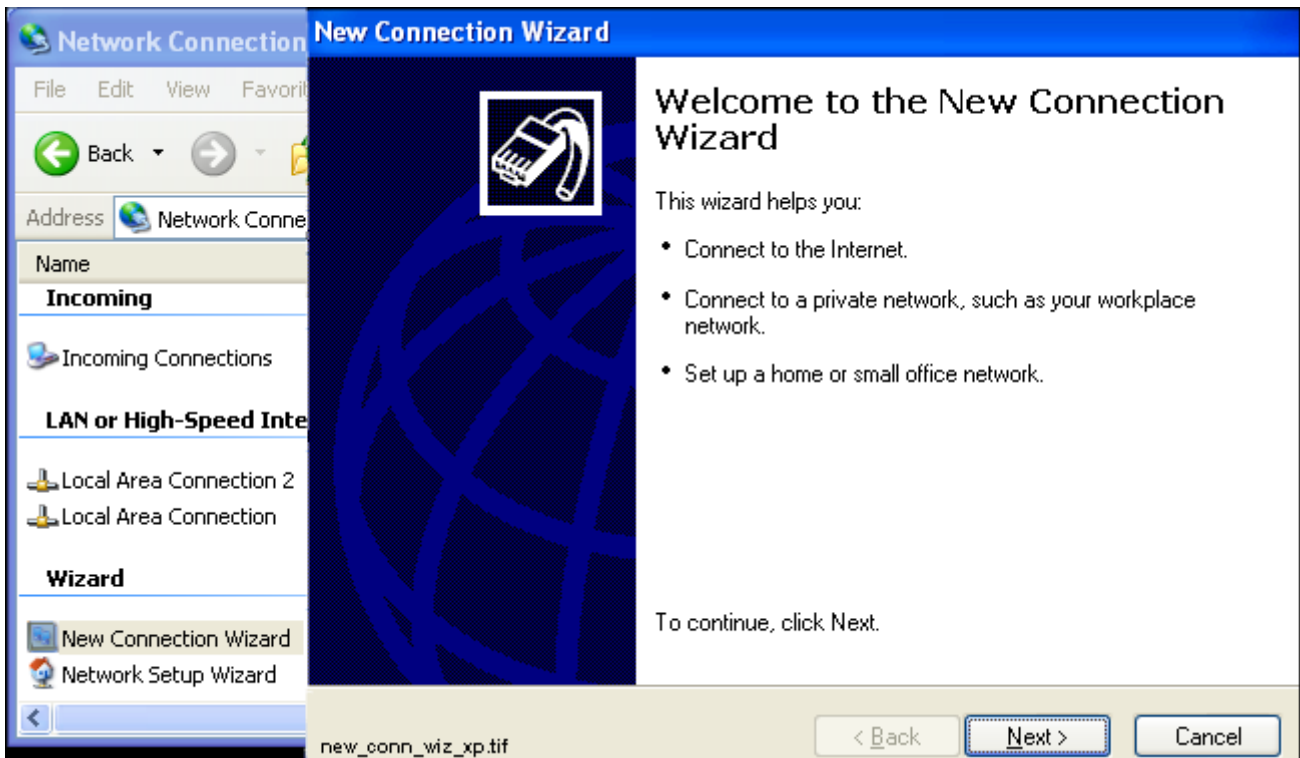 Network Connection
File Edit View Favorit
Back
Address Network Conne
Name
Incoming
Incoming Connections
LAN or High-Speed Inte
Local Area Connection 2
Local Area Connection
Wizard
New Connection Wizard
Network Setup Wizard
New Connection Wizard
Welcome to the New Connection
Wizard
This wizard helps you:
• Connect to the Internet.
• Connect to a private network, such as your workplace
network.
• Set up a home or small office network.
To continue, click Next.
new_conn_wiz_xp.tif
< Back Next > Cancel